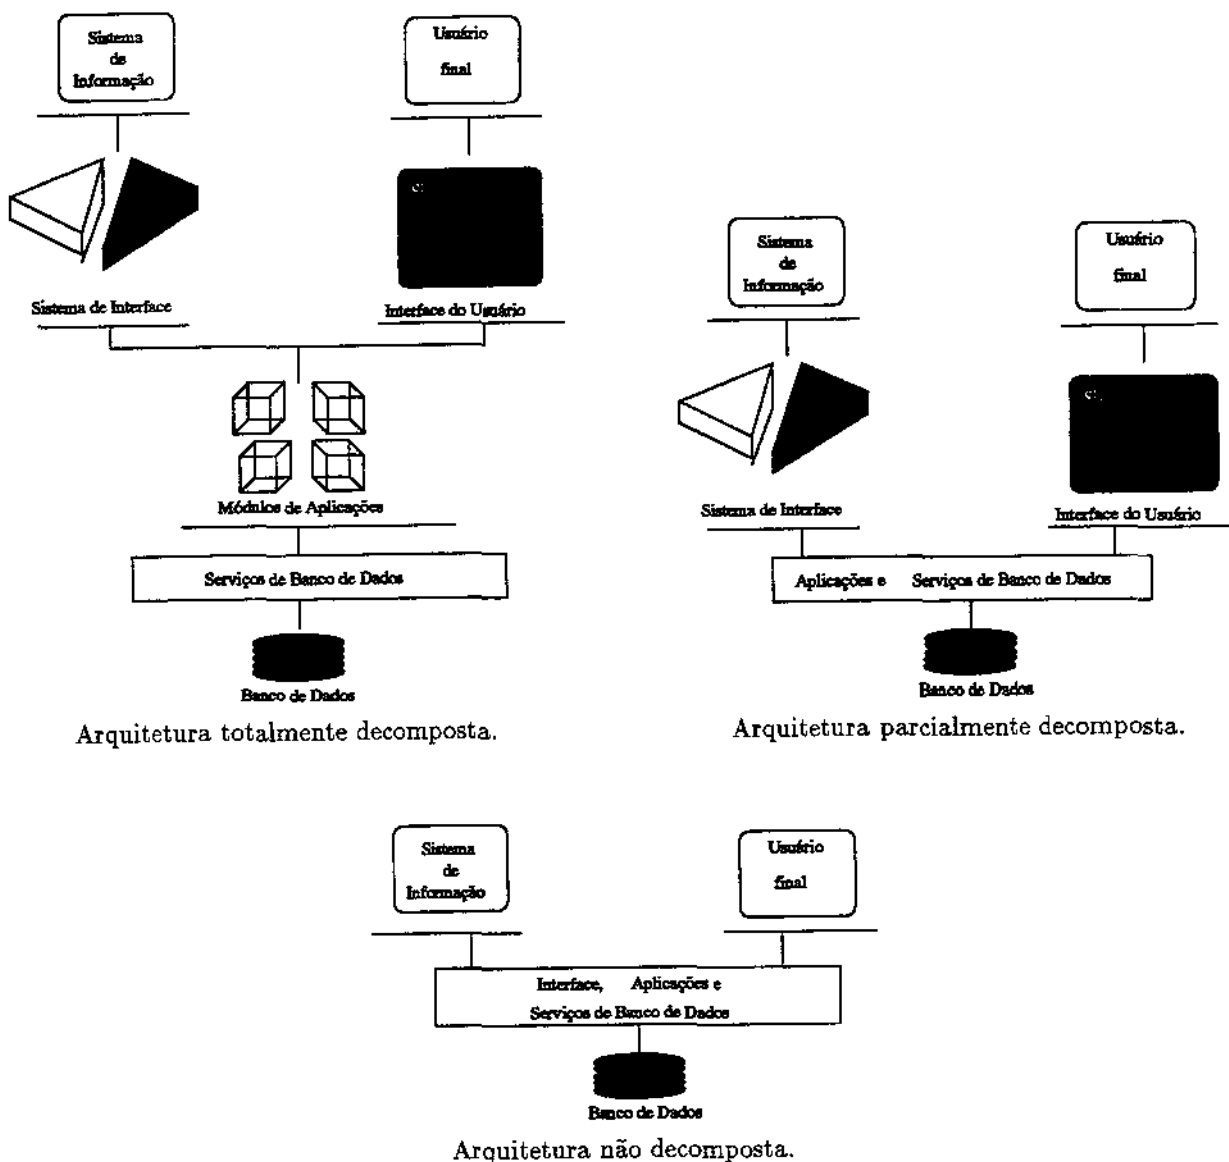 Sistema
de
Informação
Usuário
final
C:
Sistema de Interface
Interface do Usuário
Módulos de Aplicações
Serviços de Banco de Dados
Banco de Dados
Arquitetura totalmente decomposta.
Sistema
de
Informação
Usuário
final
C:
Sistema de Interface
Interface do Usuário
Aplicações e Serviços de Banco de Dados
Banco de Dados
Arquitetura parcialmente decomposta.
Sistema
de
Informação
Usuário
final
Interface, Aplicações e
Serviços de Banco de Dados
Banco de Dados
Arquitetura não decomposta.